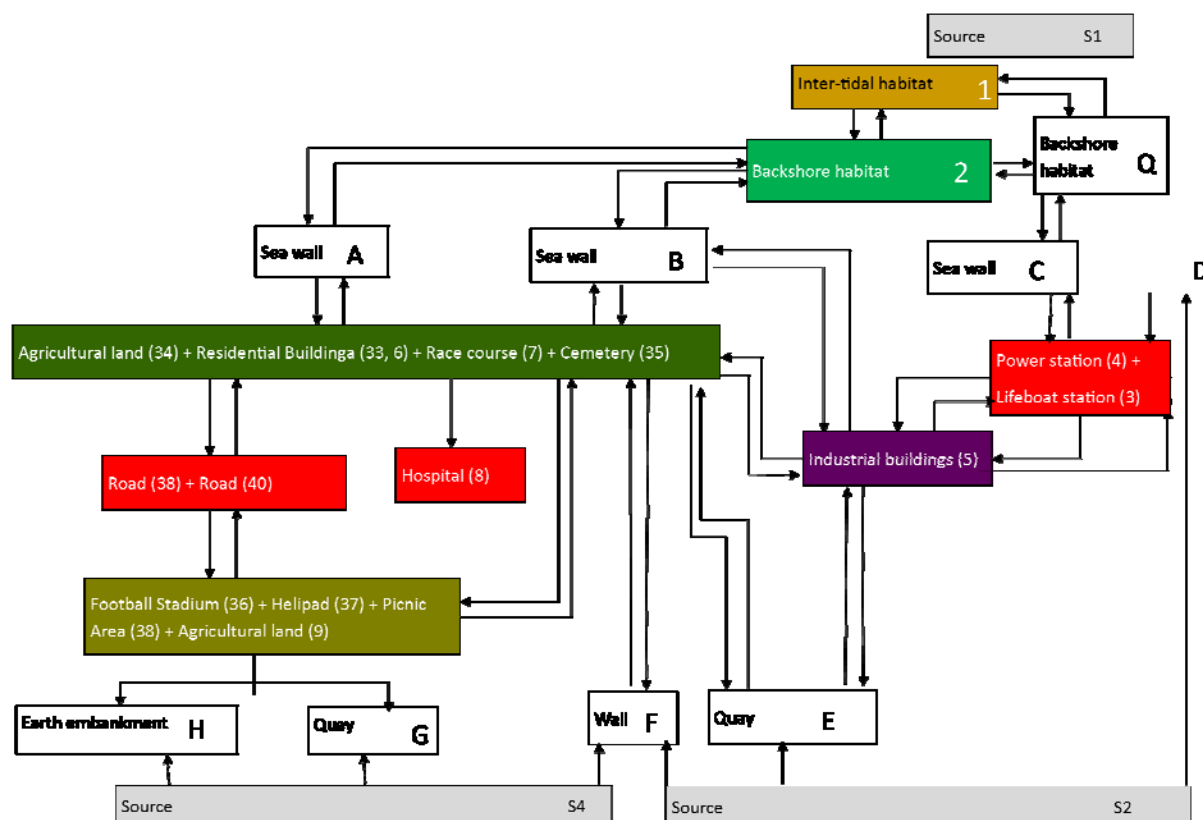 Source S1
Inter-tidal habitat 1
Backshore
habitat Q
Backshore habitat 2
Sea wall A
Sea wall B
Sea wall C
D
Agricultural land (34) + Residential Buildinga (33, 6) + Race course (7) + Cemetery (35)
Power station (4) +
Lifeboat station (3)
Industrial buildings (5)
Road (38) + Road (40)
Hospital (8)
Football Stadium (36) + Helipad (37) + Picnic
Area (38) + Agricultural land (9)
Earth embankment H
Quay G
Wall F
Quay E
Source S4
Source S2